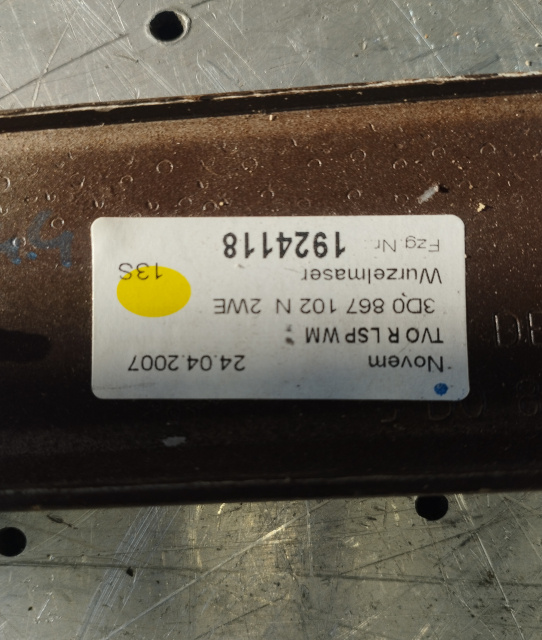 Novem 24.04.2007
TVO R LSP WM
3D0 867 102 N 2WE
Wurzelmaser 13S
Fzg.Nr. 1924118